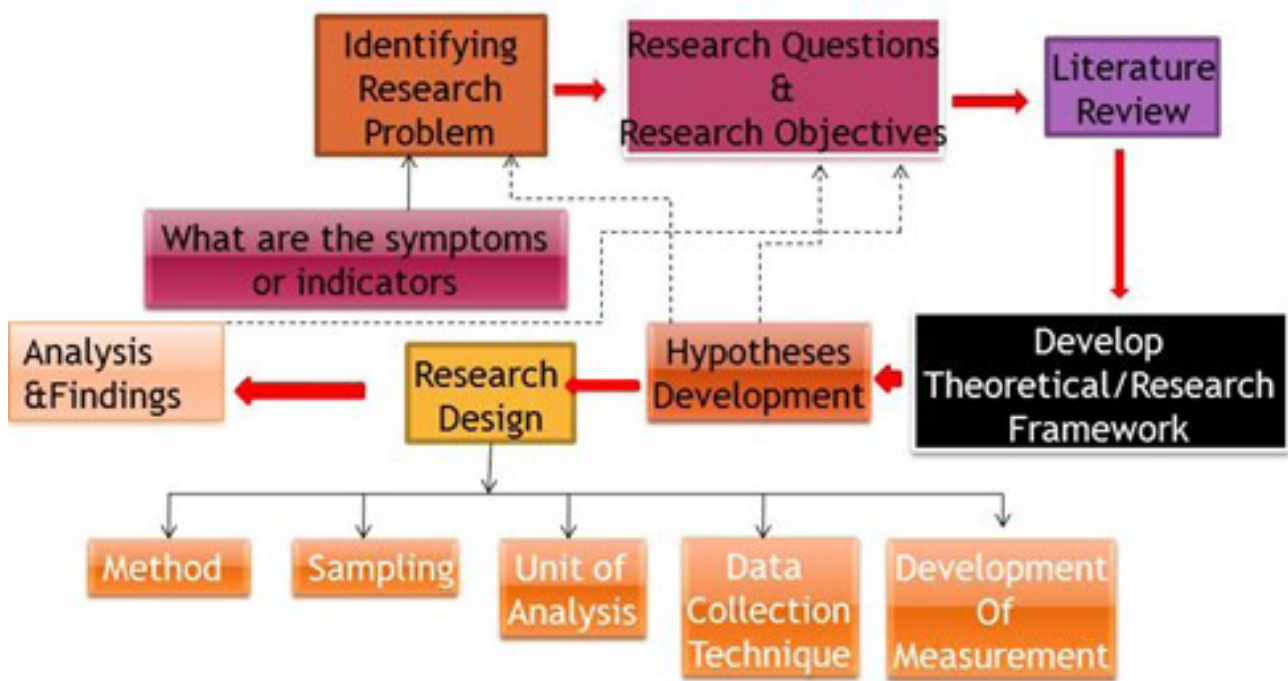 Identifying
Research
Problem
Research Questions
&
Research Objectives
Literature
Review
What are the symptoms
or indicators
Analysis
&Findings
Research
Design
Hypotheses
Development
Develop
Theoretical/Research
Framework
Method
Sampling
Unit of
Analysis
Data
Collection
Technique
Development
Of
Measurement